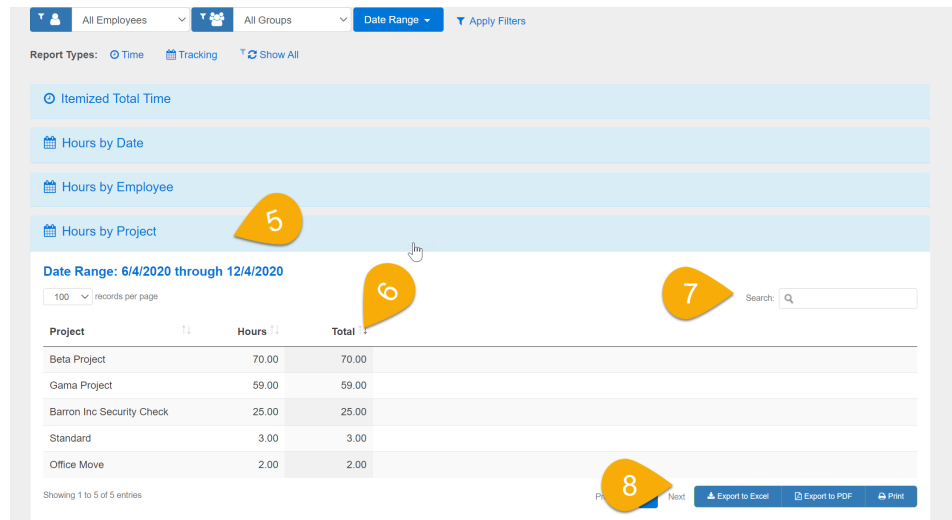 All Employees All Groups Date Range Apply Filters
Report Types: Time Tracking Show All
Itemized Total Time
Hours by Date
Hours by Employee
Hours by Project
5
Date Range: 6/4/2020 through 12/4/2020
6
100 records per page
7
Search:
Project Hours Total
Beta Project 70.00 70.00
Gama Project 59.00 59.00
Barron Inc Security Check 25.00 25.00
Standard 3.00 3.00
Office Move 2.00 2.00
8
Showing 1 to 5 of 5 entries Next Export to Excel Export to PDF Print